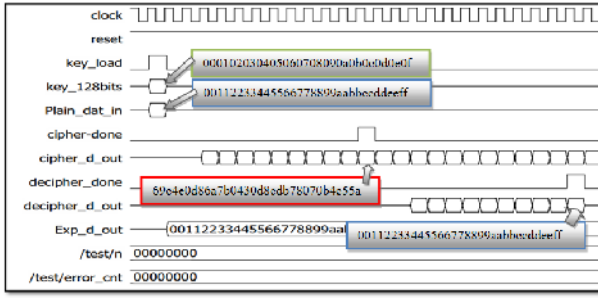 clock
reset
key_load
000102030405060708090a0b0c0d0e0f
key_128bits
00112233445566778899aabbccddeeff
Plain_dat_in
cipher-done
cipher_d_out
decipher_done
69c4e0d86a7b0430d8cdb78070b4c55a
decipher_d_out
Exp_d_out
00112233445566778899aabl
00112233445566778899aabbccddeeff
/test/n 00000000
/test/error_cnt 00000000